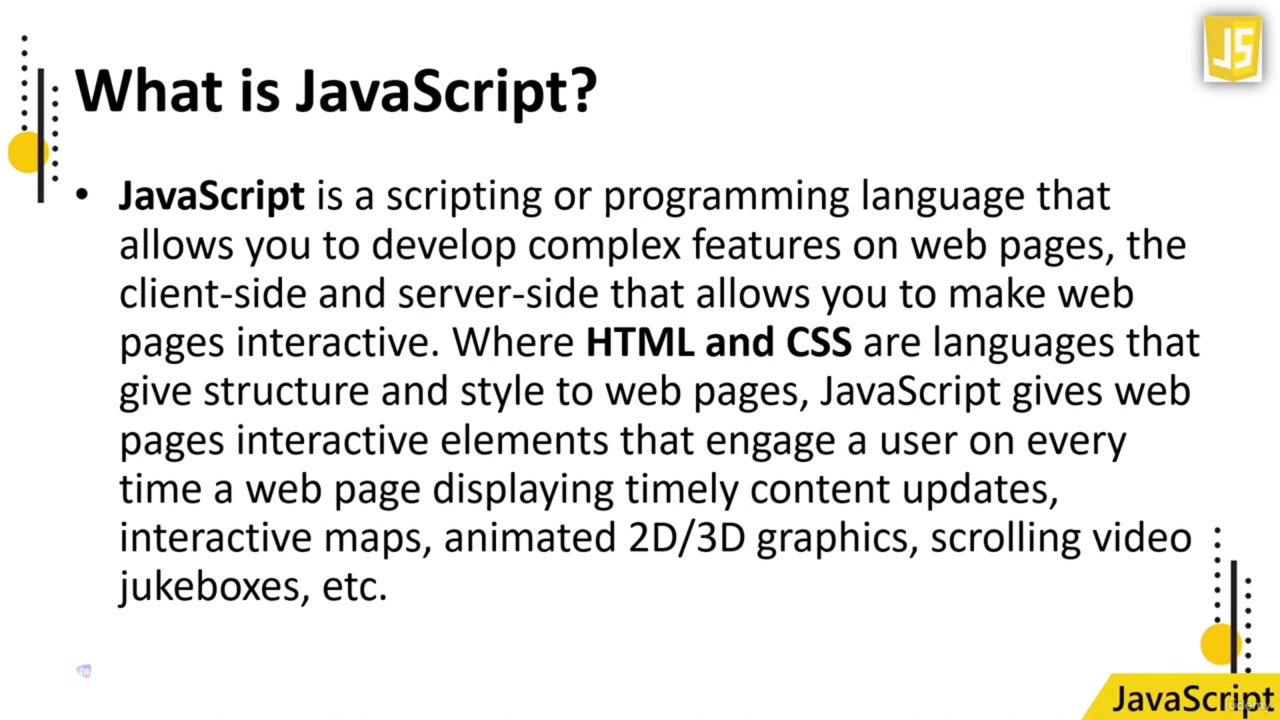 JS
What is JavaScript?
• JavaScript is a scripting or programming language that
allows you to develop complex features on web pages, the
client-side and server-side that allows you to make web
pages interactive. Where HTML and CSS are languages that
give structure and style to web pages, JavaScript gives web
pages interactive elements that engage a user on every
time a web page displaying timely content updates,
interactive maps, animated 2D/3D graphics, scrolling video
jukeboxes, etc.
JavaScript
Udemy